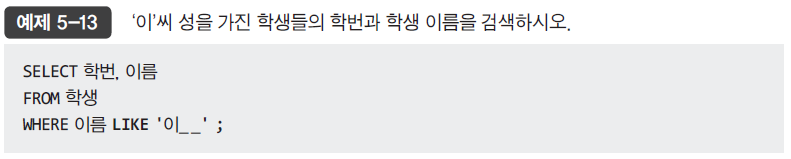 예제 5-13 '이'씨 성을 가진 학생들의 학번과 학생 이름을 검색하시오.
SELECT 학번, 이름
FROM 학생
WHERE 이름 LIKE '이__' ;